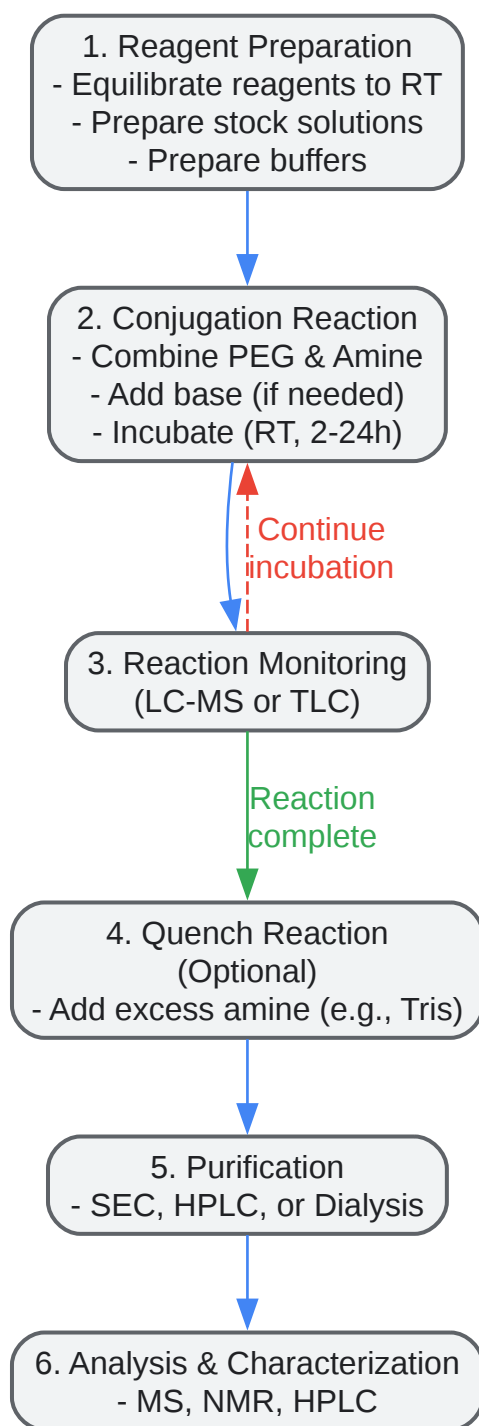 1. Reagent Preparation
- Equilibrate reagents to RT
- Prepare stock solutions
- Prepare buffers
2. Conjugation Reaction
- Combine PEG & Amine
- Add base (if needed)
- Incubate (RT, 2-24h)
Continue
incubation
3. Reaction Monitoring
(LC-MS or TLC)
Reaction
complete
4. Quench Reaction
(Optional)
- Add excess amine (e.g., Tris)
5. Purification
- SEC, HPLC, or Dialysis
6. Analysis & Characterization
- MS, NMR, HPLC